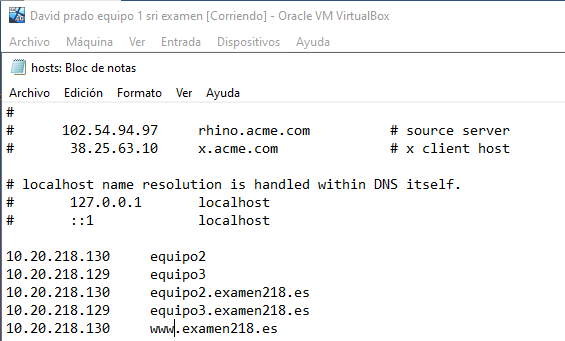 David prado equipo 1 sri examen [Corriendo] - Oracle VM VirtualBox
Archivo Máquina Ver Entrada Dispositivos Ayuda
hosts: Bloc de notas
Archivo Edición Formato Ver Ayuda
#
# 102.54.94.97 rhino.acme.com # source server
# 38.25.63.10 x.acme.com # x client host
# localhost name resolution is handled within DNS itself.
# 127.0.0.1 localhost
# ::1 localhost
10.20.218.130 equipo2
10.20.218.129 equipo3
10.20.218.130 equipo2.examen218.es
10.20.218.129 equipo3.examen218.es
10.20.218.130 www.examen218.es